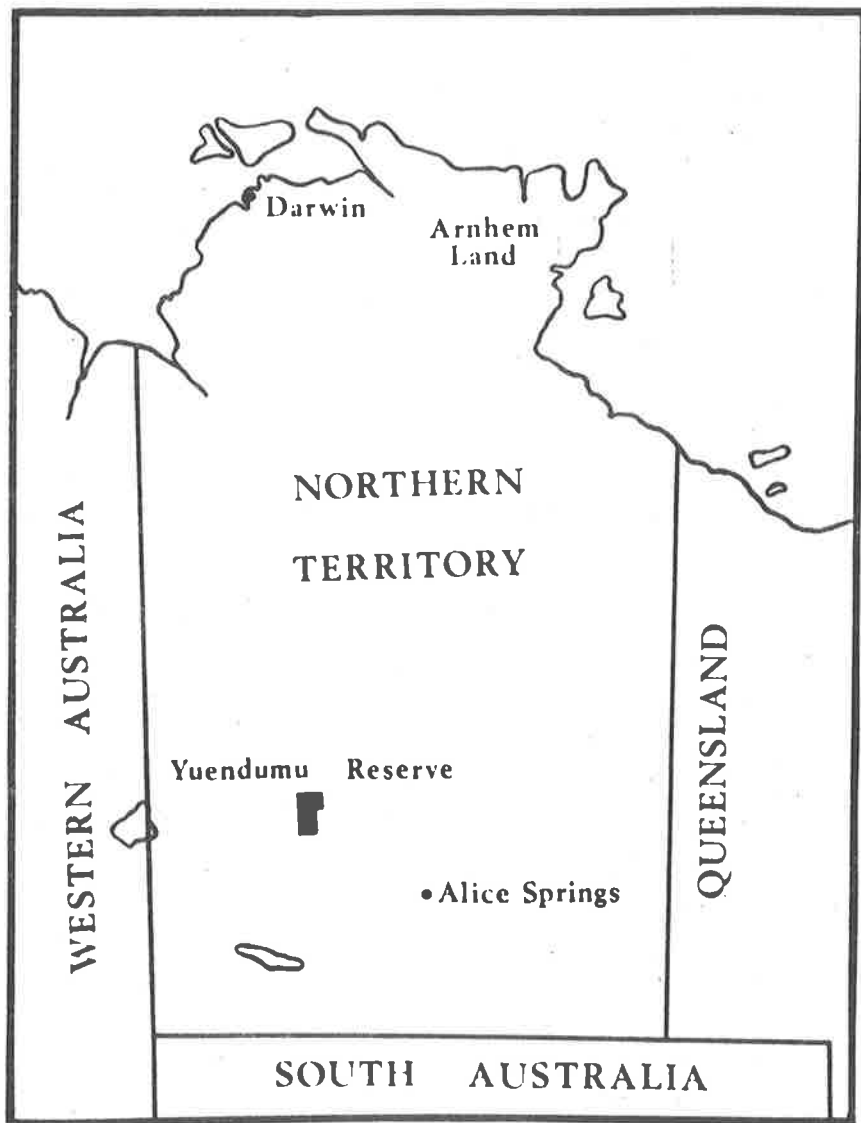 Darwin
Arnhem
Land
NORTHERN
TERRITORY
WESTERN AUSTRALIA
QUEENSLAND
Yuendumu Reserve
Alice Springs
SOUTH AUSTRALIA